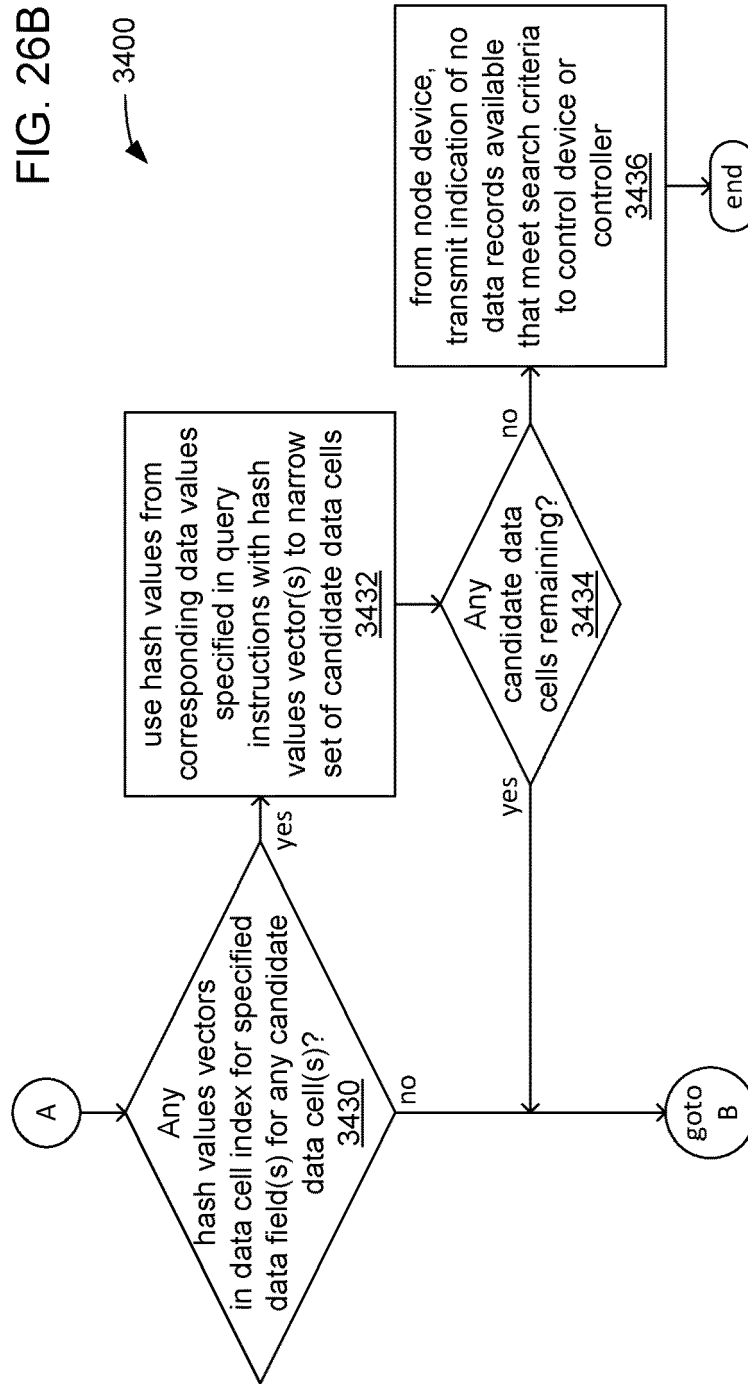 FIG. 26B
3400
A
Any
hash values vectors
in data cell index for specified
data field(s) for any candidate
data cell(s)?
3430
yes
no
use hash values from
corresponding data values
specified in query
instructions with hash
values vector(s) to narrow
set of candidate data cells
3432
Any
candidate data
cells remaining?
3434
yes
no
from node device,
transmit indication of no
data records available
that meet search criteria
to control device or
controller
3436
end
goto
B